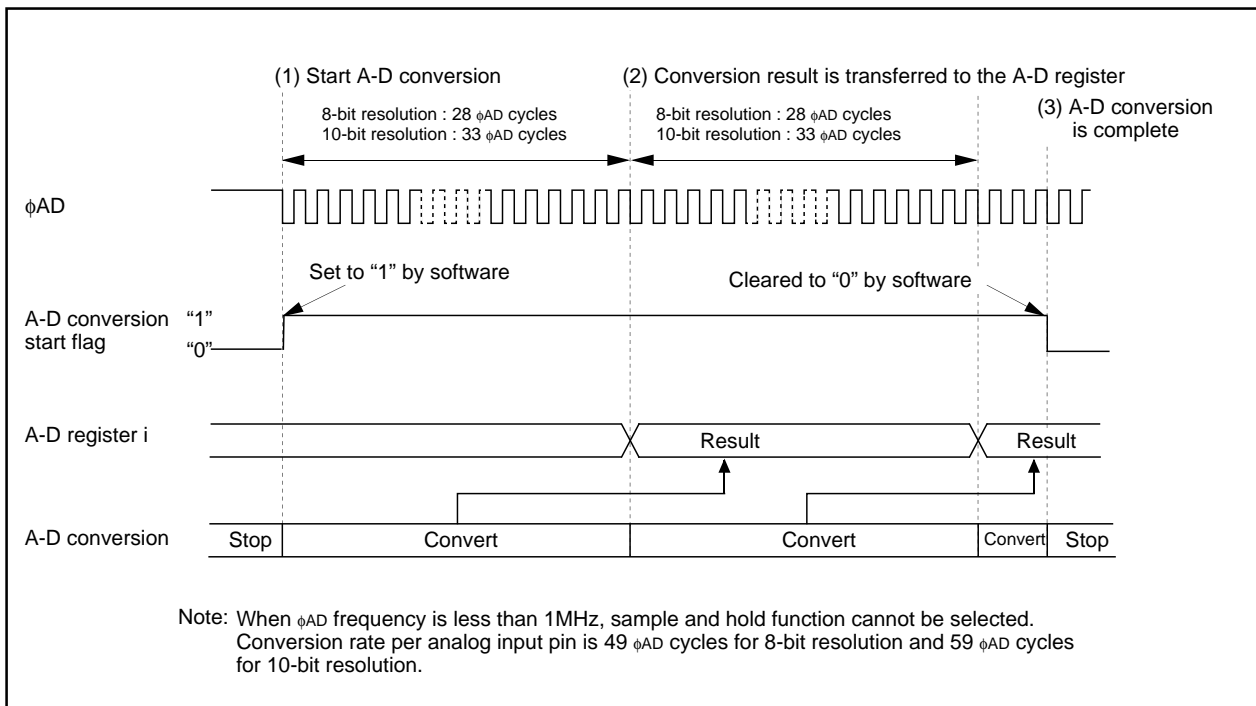 (1) Start A-D conversion
(2) Conversion result is transferred to the A-D register
(3) A-D conversion
is complete
8-bit resolution : 28 ϕAD cycles
10-bit resolution : 33 ϕAD cycles
8-bit resolution : 28 ϕAD cycles
10-bit resolution : 33 ϕAD cycles
ϕAD
Set to “1” by software
Cleared to “0” by software
A-D conversion
start flag
“1”
“0”
A-D register i
Result
Result
A-D conversion
Stop
Convert
Convert
Convert
Stop
Note: When ϕAD frequency is less than 1MHz, sample and hold function cannot be selected.
Conversion rate per analog input pin is 49 ϕAD cycles for 8-bit resolution and 59 ϕAD cycles
for 10-bit resolution.